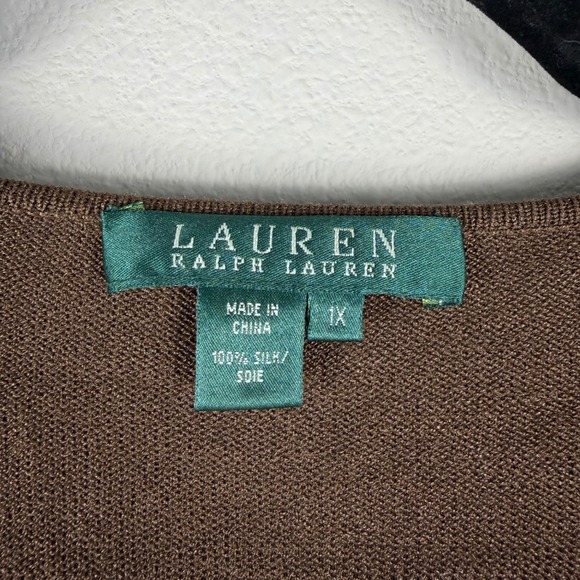 LAUREN
RALPH LAUREN
MADE IN
CHINA
100% SILK/
SOIE
1X